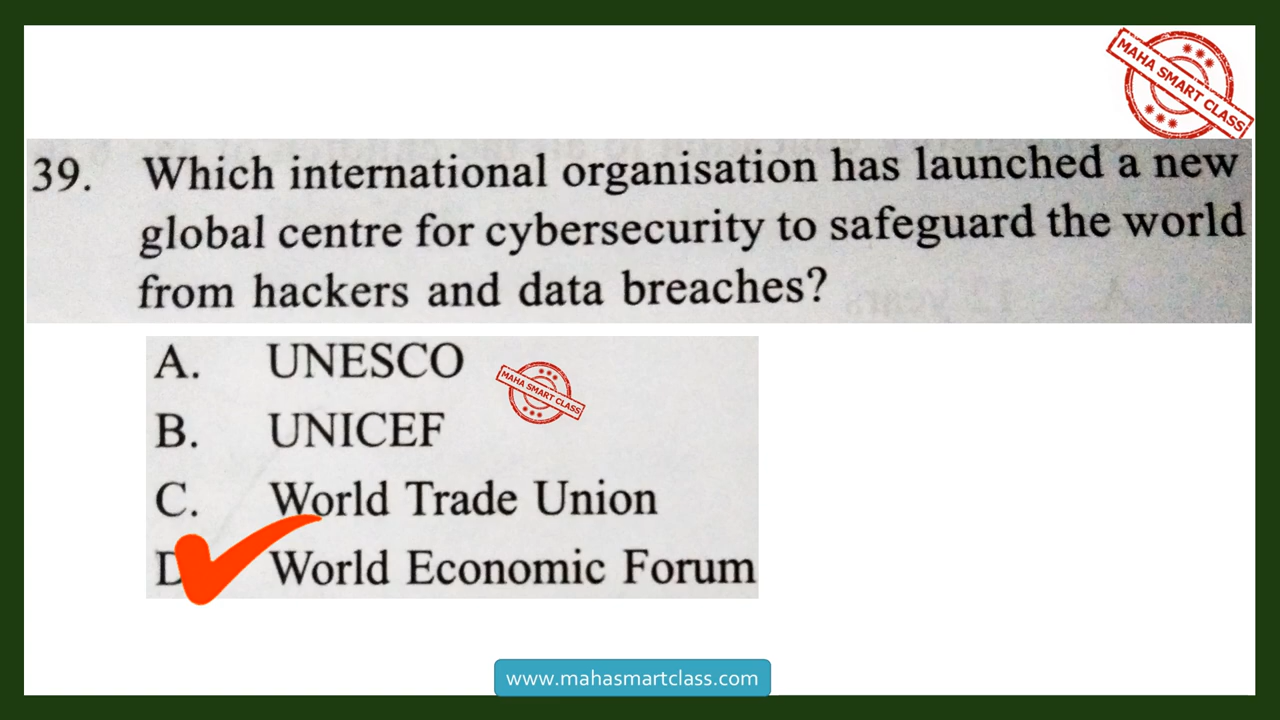 MAHA SMART CLASS
39. Which international organisation has launched a new
global centre for cybersecurity to safeguard the world
from hackers and data breaches?
A. UNESCO
MAHA SMART CLASS
B. UNICEF
C. World Trade Union
D World Economic Forum
www.mahasmartclass.com